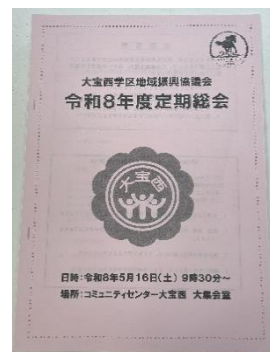 大宝西学区地域振興協議会
令和8年度定期総会
大宝西
日時:令和8年5月16日(土) 9時30分~
場所:コミュニティセンター大宝西 大集会室